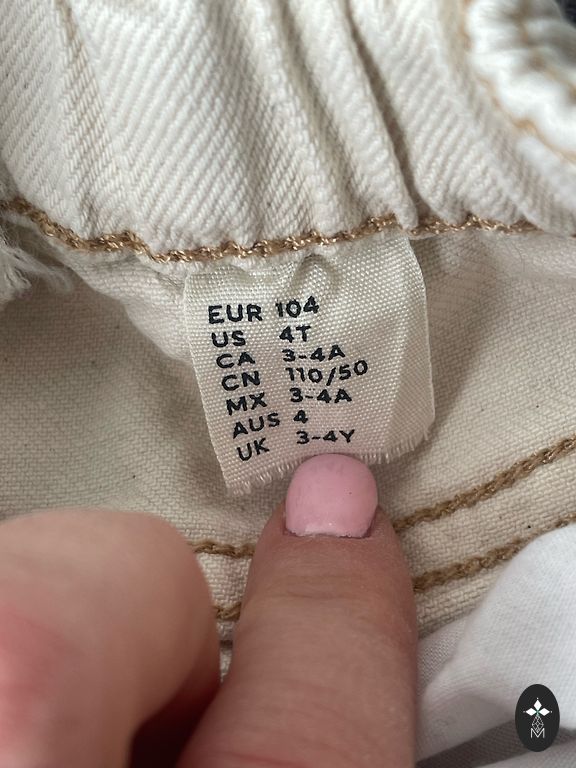 EUR 104
US 4T
CA 3-4A
CN 110/50
MX 3-4A
AUS 4
UK 3-4Y
M